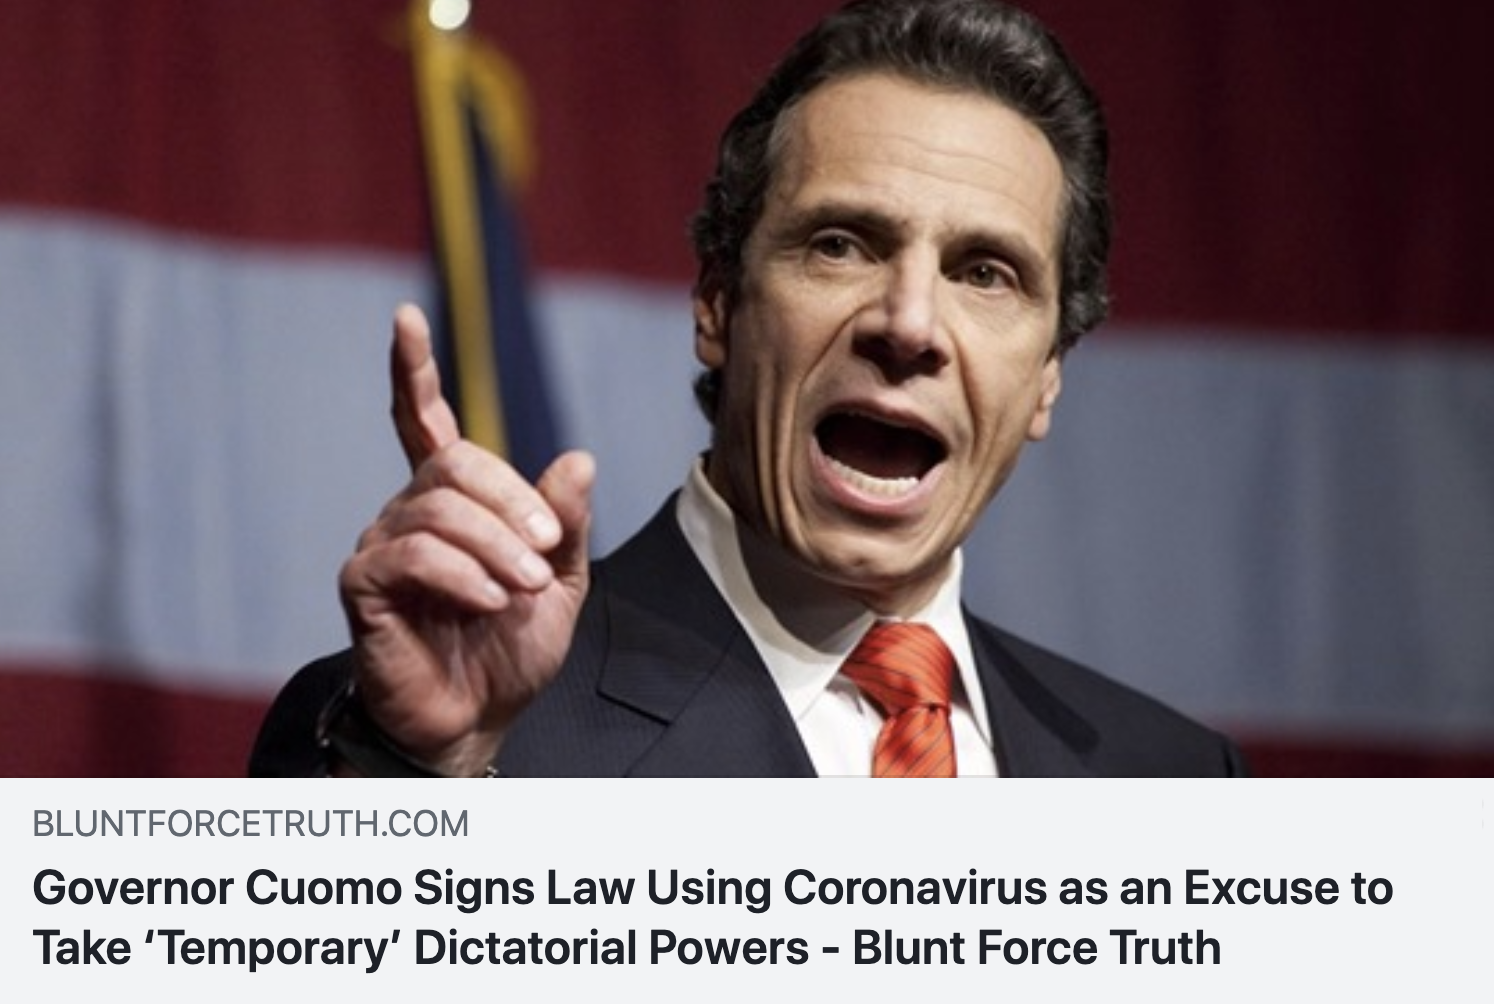 BLUNTFORCETRUTH.COM
Governor Cuomo Signs Law Using Coronavirus as an Excuse to
Take ‘Temporary’ Dictatorial Powers - Blunt Force Truth